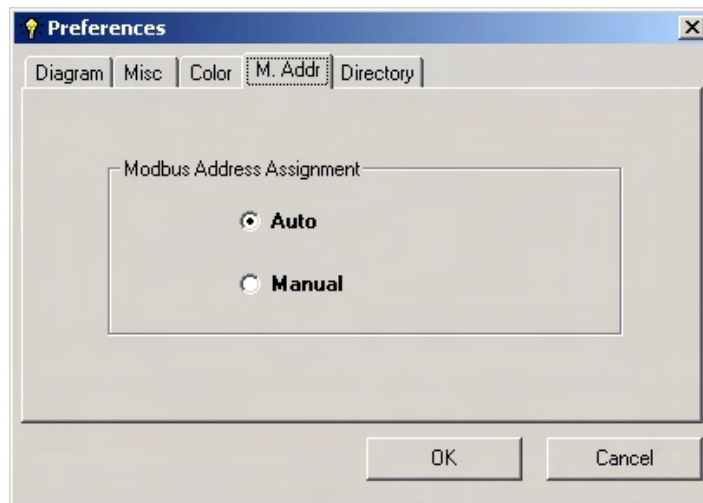 Preferences
Diagram Misc Color M. Addr Directory
Modbus Address Assignment
Auto
Manual
OK Cancel